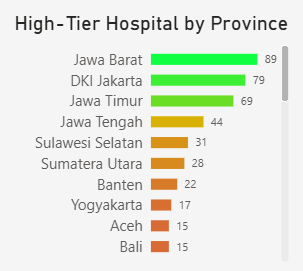 High-Tier Hospital by Province
Jawa Barat 89
DKI Jakarta 79
Jawa Timur 69
Jawa Tengah 44
Sulawesi Selatan 31
Sumatera Utara 28
Banten 22
Yogyakarta 17
Aceh 15
Bali 15